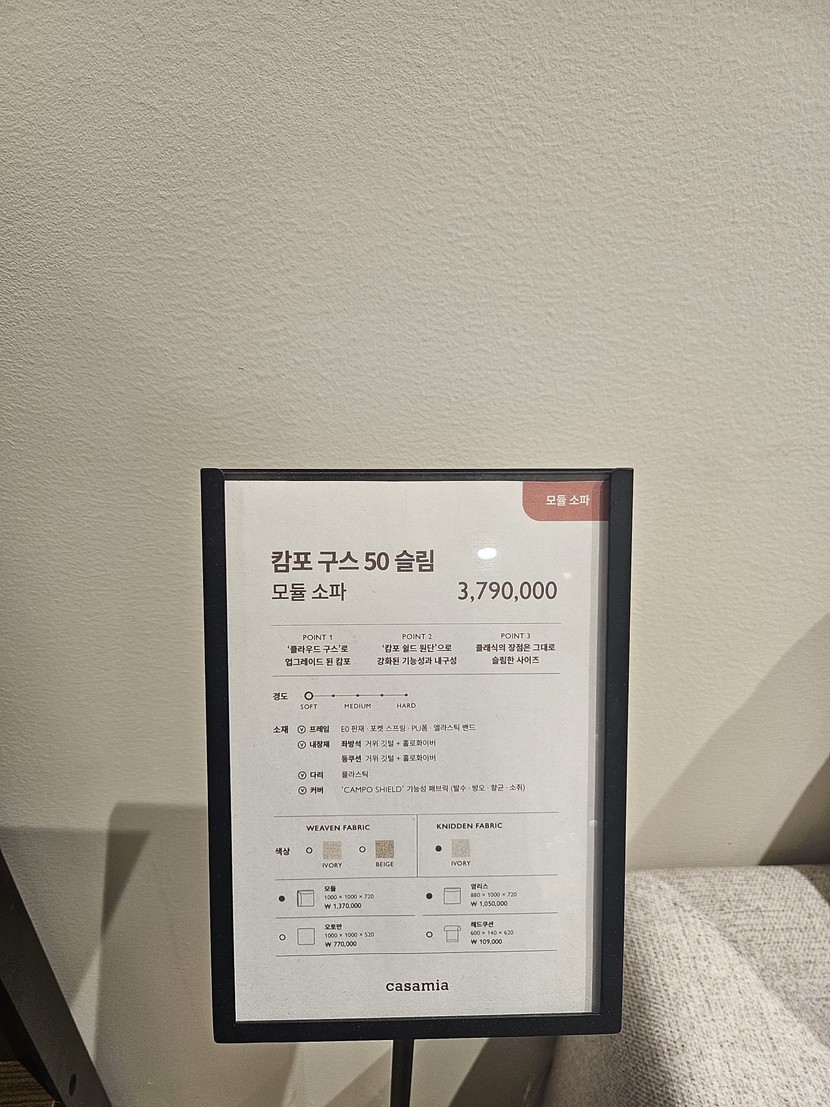 모듈 소파
캄포 구스 50 슬림
모듈 소파 3,790,000
POINT 1 POINT 2 POINT 3
'클라우드 구스'로 '캄포 쉴드 원단'으로 클래식의 장점은 그대로
업그레이드 된 캄포 강화된 기능성과 내구성 슬림한 사이즈
경도
SOFT MEDIUM HARD
소재 프레임 E0 판재 · 포켓 스프링 · PU폼 · 엘라스틱 밴드
내장재 좌방석 거위 깃털 + 홀로화이버
등쿠션 거위 깃털 + 홀로화이버
다리 플라스틱
커버 'CAMPO SHIELD' 기능성 패브릭 (발수 · 방오 · 항균 · 소취)
WEAVEN FABRIC KNIDDEN FABRIC
색상
IVORY BEIGE IVORY
모듈 암리스
1000 × 1000 × 720 880 × 1000 × 720
₩ 1,370,000 ₩ 1,050,000
오토만 헤드쿠션
1000 × 1000 × 520 600 × 140 × 620
₩ 770,000 ₩ 109,000
casamia